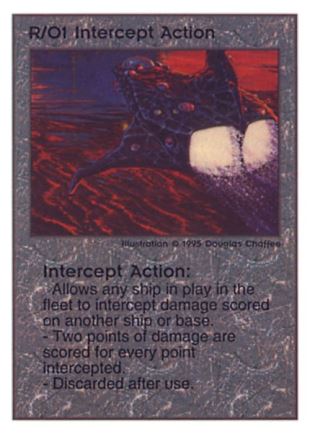 R/O1 Intercept Action
Illustration © 1995 Douglas Chaffee
Intercept Action:
- Allows any ship in play in the
fleet to intercept damage scored
on another ship or base.
- Two points of damage are
scored for every point
intercepted.
- Discarded after use.